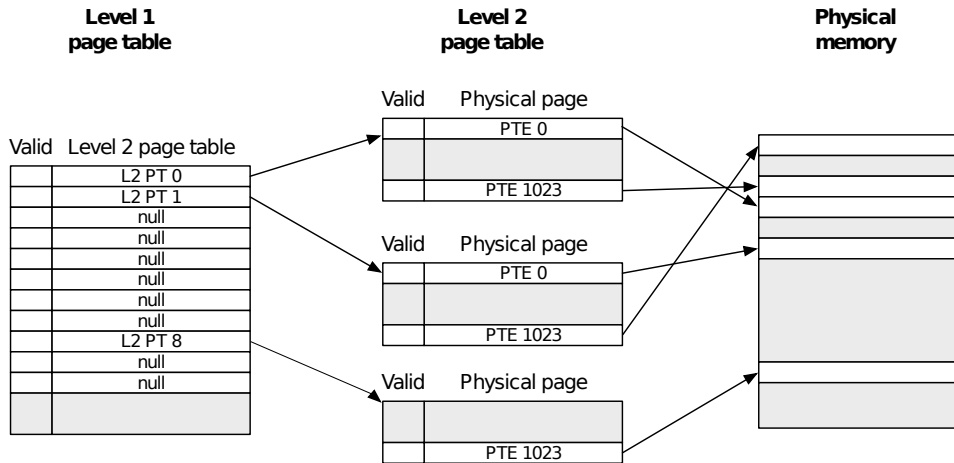 Level 1
page table
Level 2
page table
Physical
memory
Valid Level 2 page table
L2 PT 0
L2 PT 1
null
null
null
null
null
null
L2 PT 8
null
null
Valid Physical page
PTE 0
PTE 1023
Valid Physical page
PTE 0
PTE 1023
Valid Physical page
PTE 1023